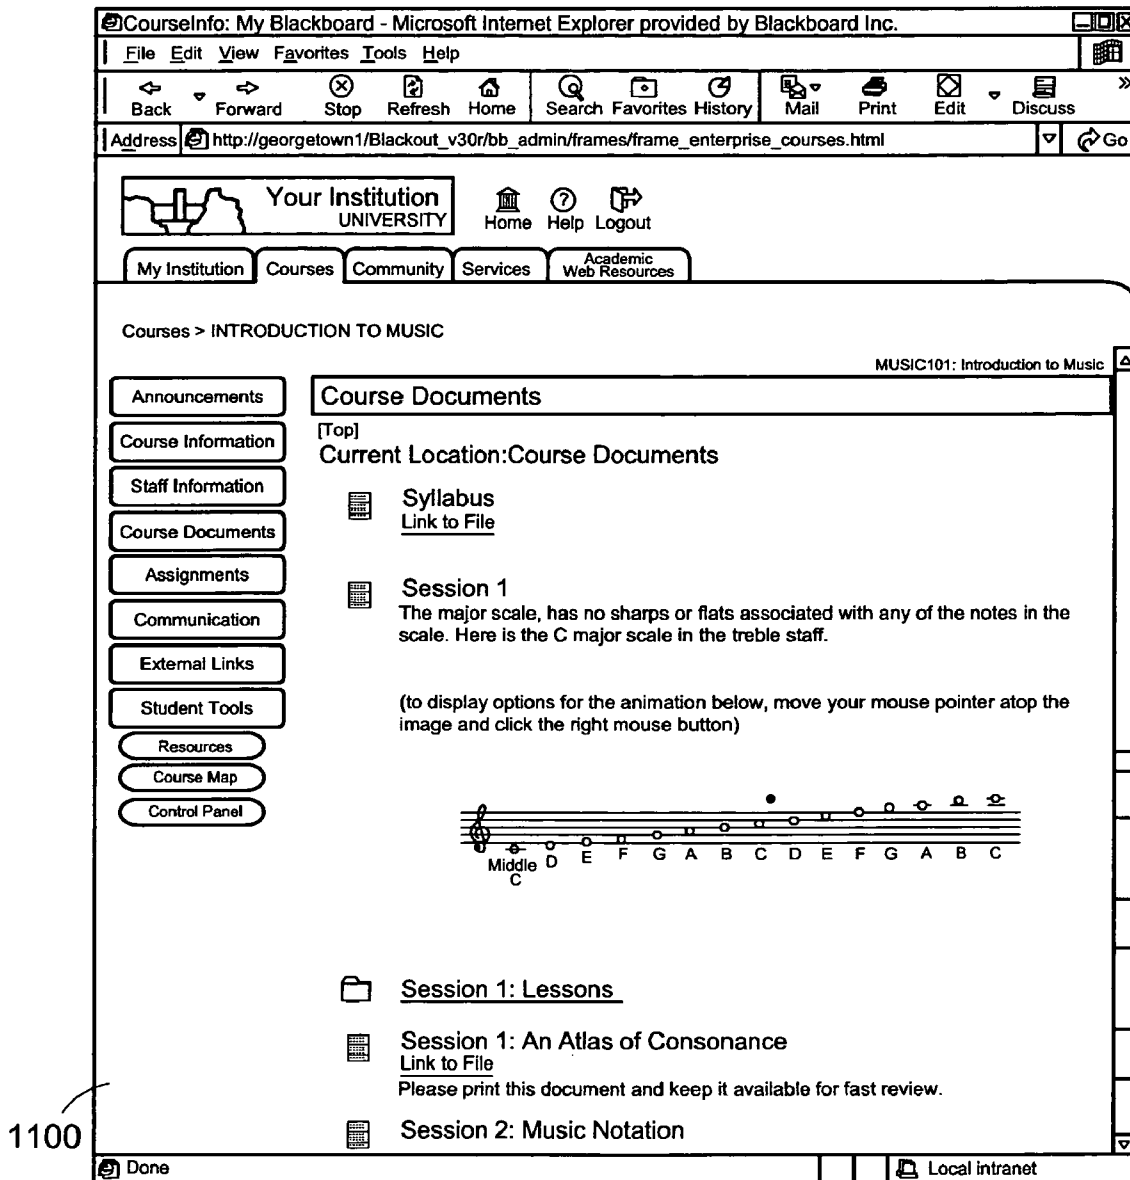 CourseInfo: My Blackboard - Microsoft Internet Explorer provided by Blackboard Inc.
File Edit View Favorites Tools Help
Back Forward Stop Refresh Home Search Favorites History Mail Print Edit Discuss »
Address http://georgetown1/Blackout_v30r/bb_admin/frames/frame_enterprise_courses.html Go
Your Institution
UNIVERSITY
Home Help Logout
My Institution Courses Community Services Academic Web Resources
Courses > INTRODUCTION TO MUSIC
MUSIC101: Introduction to Music
Announcements
Course Information
Staff Information
Course Documents
Assignments
Communication
External Links
Student Tools
Resources
Course Map
Control Panel
Course Documents
[Top]
Current Location:Course Documents
Syllabus
Link to File
Session 1
The major scale, has no sharps or flats associated with any of the notes in the
scale. Here is the C major scale in the treble staff.
(to display options for the animation below, move your mouse pointer atop the
image and click the right mouse button)
Middle C D E F G A B C D E F G A B C
Session 1: Lessons
Session 1: An Atlas of Consonance
Link to File
Please print this document and keep it available for fast review.
Session 2: Music Notation
1100
Done Local intranet